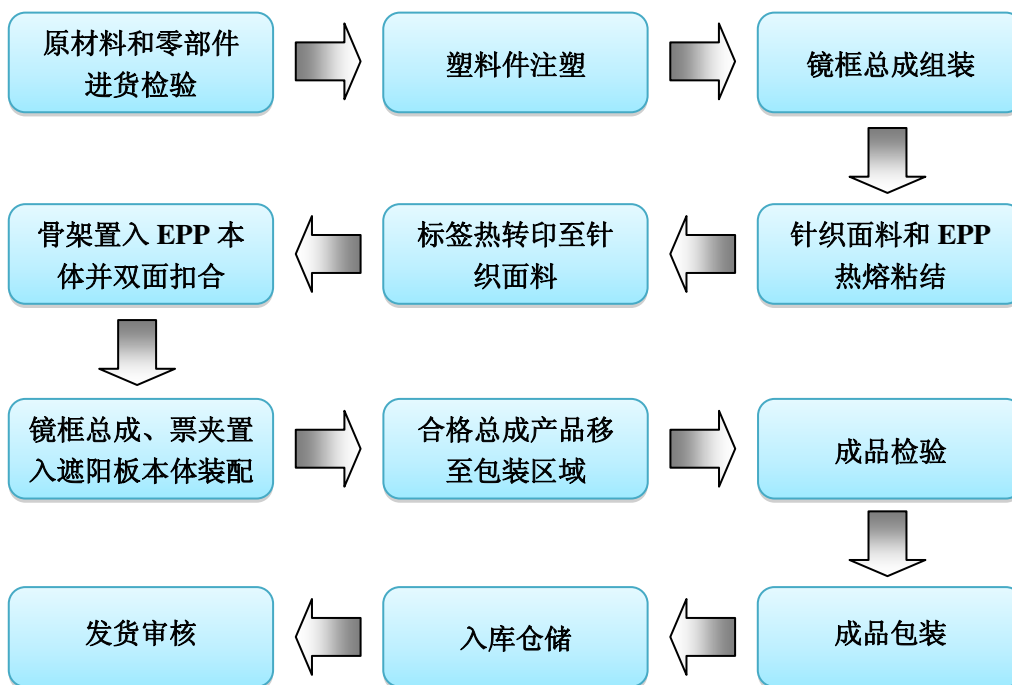 原材料和零部件
进货检验
塑料件注塑
镜框总成组装
针织面料和 EPP
热熔粘结
标签热转印至针
织面料
骨架置入 EPP 本
体并双面扣合
镜框总成、票夹置
入遮阳板本体装配
合格总成产品移
至包装区域
成品检验
成品包装
入库仓储
发货审核